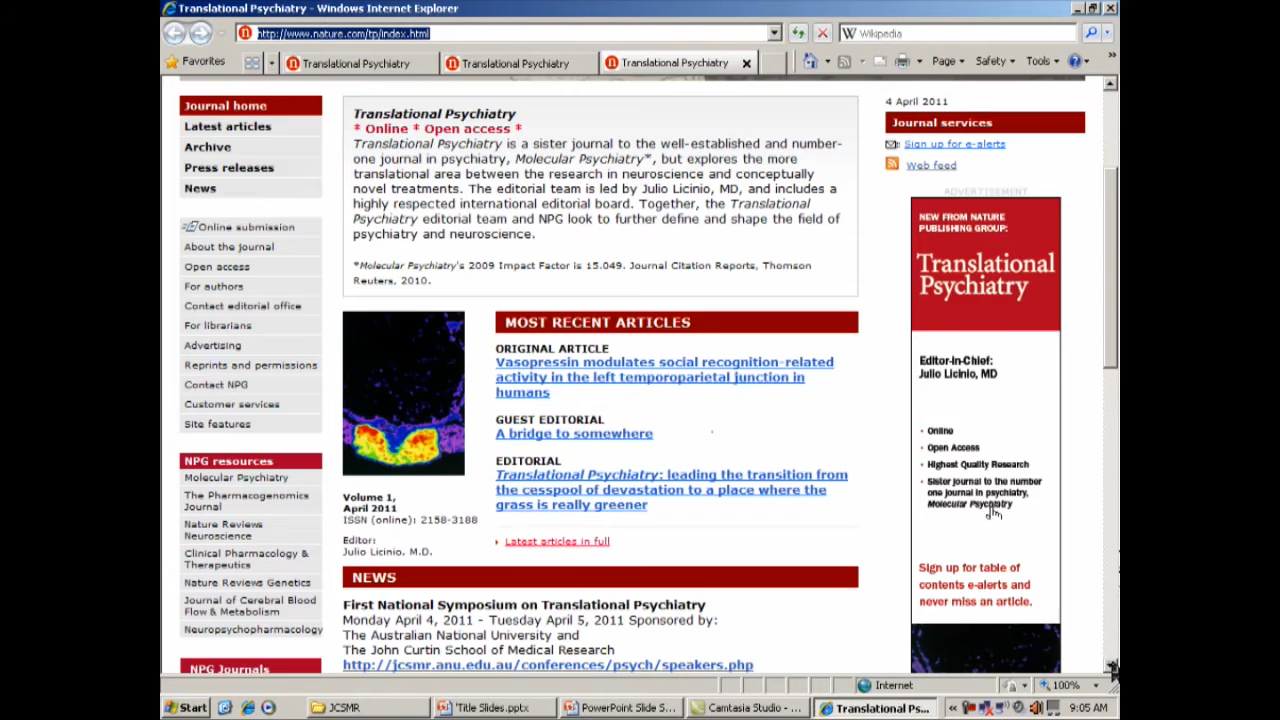 Translational Psychiatry - Windows Internet Explorer
http://www.nature.com/tp/index.html
Wikipedia
Favorites
Translational Psychiatry
Translational Psychiatry
Translational Psychiatry
Page
Safety
Tools
Journal home
Latest articles
Archive
Press releases
News
Online submission
About the journal
Open access
For authors
Contact editorial office
For librarians
Advertising
Reprints and permissions
Contact NPG
Customer services
Site features
NPG resources
Molecular Psychiatry
The Pharmacogenomics
Journal
Nature Reviews
Neuroscience
Clinical Pharmacology &
Therapeutics
Nature Reviews Genetics
Journal of Cerebral Blood
Flow & Metabolism
Neuropsychopharmacology
NPG Journals
Translational Psychiatry
* Online * Open access *
Translational Psychiatry is a sister journal to the well-established and number-
one journal in psychiatry, Molecular Psychiatry*, but explores the more
translational area between the research in neuroscience and conceptually
novel treatments. The editorial team is led by Julio Licinio, MD, and includes a
highly respected international editorial board. Together, the Translational
Psychiatry editorial team and NPG look to further define and shape the field of
psychiatry and neuroscience.
*Molecular Psychiatry's 2009 Impact Factor is 15.049. Journal Citation Reports, Thomson
Reuters, 2010.
Volume 1,
April 2011
ISSN (online): 2158-3188
Editor:
Julio Licinio, M.D.
MOST RECENT ARTICLES
ORIGINAL ARTICLE
Vasopressin modulates social recognition-related
activity in the left temporoparietal junction in
humans
GUEST EDITORIAL
A bridge to somewhere
EDITORIAL
Translational Psychiatry: leading the transition from
the cesspool of devastation to a place where the
grass is really greener
Latest articles in full
NEWS
First National Symposium on Translational Psychiatry
Monday April 4, 2011 - Tuesday April 5, 2011 Sponsored by:
The Australian National University and
The John Curtin School of Medical Research
http://jcsmr.anu.edu.au/conferences/psych/speakers.php
4 April 2011
Journal services
Sign up for e-alerts
Web feed
ADVERTISEMENT
NEW FROM NATURE
PUBLISHING GROUP:
Translational
Psychiatry
Editor-in-Chief:
Julio Licinio, MD
• Online
• Open Access
• Highest Quality Research
• Sister journal to the number
one journal in psychiatry,
Molecular Psychiatry
Sign up for table of
contents e-alerts and
never miss an article.
Internet
100%
Start
JCSMR
'Title Slides.pptx
PowerPoint Slide S...
Camtasia Studio - ...
Translational Ps...
9:05 AM